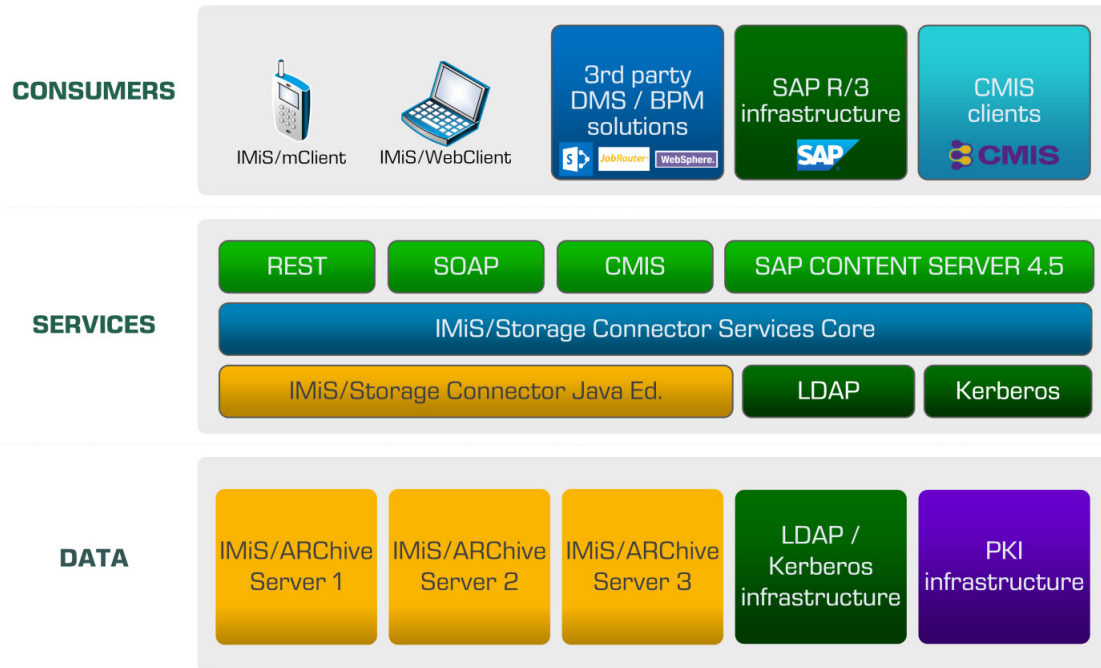 CONSUMERS
IMiS/mClient
IMiS/WebClient
3rd party
DMS / BPM
solutions
S
JobRouter
WebSphere.
SAP R/3
infrastructure
SAP
CMIS
clients
CMIS
SERVICES
REST
SOAP
CMIS
SAP CONTENT SERVER 4.5
IMiS/Storage Connector Services Core
IMiS/Storage Connector Java Ed.
LDAP
Kerberos
DATA
IMiS/ARChive
Server 1
IMiS/ARChive
Server 2
IMiS/ARChive
Server 3
LDAP /
Kerberos
infrastructure
PKI
infrastructure